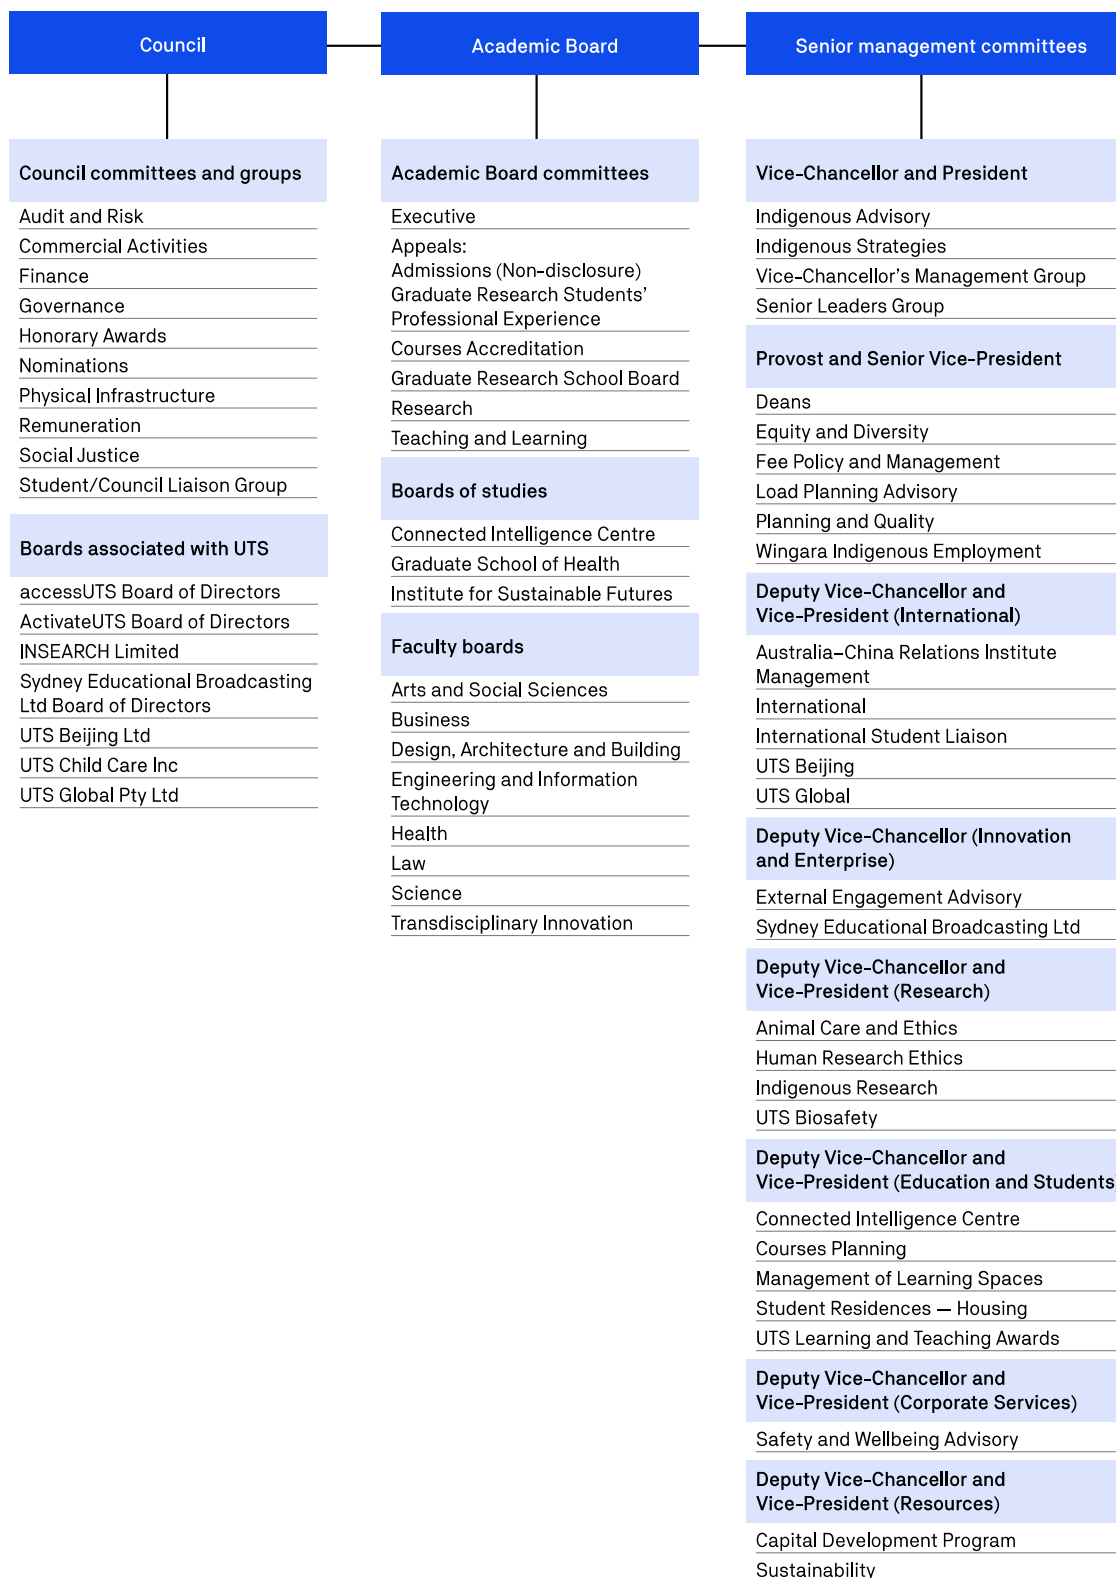 Council
Academic Board
Senior management committees
Council committees and groups
Audit and Risk
Commercial Activities
Finance
Governance
Honorary Awards
Nominations
Physical Infrastructure
Remuneration
Social Justice
Student/Council Liaison Group
Boards associated with UTS
accessUTS Board of Directors
ActivateUTS Board of Directors
INSEARCH Limited
Sydney Educational Broadcasting
Ltd Board of Directors
UTS Beijing Ltd
UTS Child Care Inc
UTS Global Pty Ltd
Academic Board committees
Executive
Appeals:
Admissions (Non-disclosure)
Graduate Research Students’
Professional Experience
Courses Accreditation
Graduate Research School Board
Research
Teaching and Learning
Boards of studies
Connected Intelligence Centre
Graduate School of Health
Institute for Sustainable Futures
Faculty boards
Arts and Social Sciences
Business
Design, Architecture and Building
Engineering and Information
Technology
Health
Law
Science
Transdisciplinary Innovation
Vice-Chancellor and President
Indigenous Advisory
Indigenous Strategies
Vice-Chancellor’s Management Group
Senior Leaders Group
Provost and Senior Vice-President
Deans
Equity and Diversity
Fee Policy and Management
Load Planning Advisory
Planning and Quality
Wingara Indigenous Employment
Deputy Vice-Chancellor and
Vice-President (International)
Australia–China Relations Institute
Management
International
International Student Liaison
UTS Beijing
UTS Global
Deputy Vice-Chancellor (Innovation
and Enterprise)
External Engagement Advisory
Sydney Educational Broadcasting Ltd
Deputy Vice-Chancellor and
Vice-President (Research)
Animal Care and Ethics
Human Research Ethics
Indigenous Research
UTS Biosafety
Deputy Vice-Chancellor and
Vice-President (Education and Students)
Connected Intelligence Centre
Courses Planning
Management of Learning Spaces
Student Residences — Housing
UTS Learning and Teaching Awards
Deputy Vice-Chancellor and
Vice-President (Corporate Services)
Safety and Wellbeing Advisory
Deputy Vice-Chancellor and
Vice-President (Resources)
Capital Development Program
Sustainability